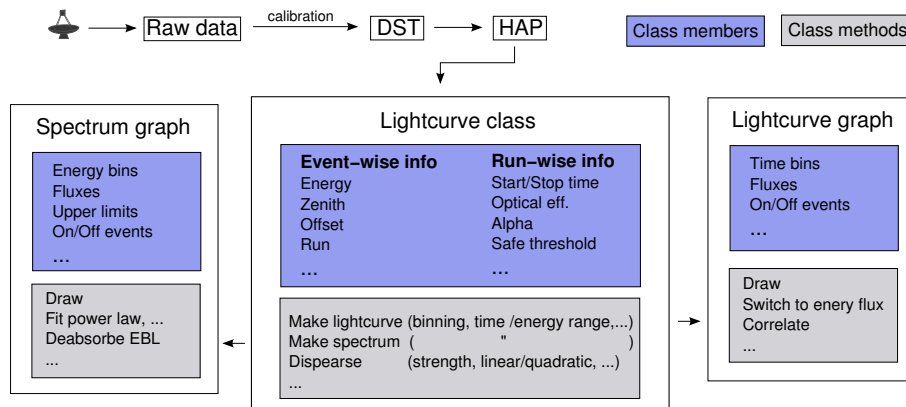 calibration
Raw data
DST
HAP
Class members
Class methods
Spectrum graph
Energy bins
Fluxes
Upper limits
On/Off events
...
Draw
Fit power law, ...
Deabsorbe EBL
...
Lightcurve class
Event-wise info
Energy
Zenith
Offset
Run
...
Run-wise info
Start/Stop time
Optical eff.
Alpha
Safe threshold
...
Make lightcurve (binning, time /energy range,...)
Make spectrum ( " )
Dispearse (strength, linear/quadratic, ...)
...
Lightcurve graph
Time bins
Fluxes
On/Off events
...
Draw
Switch to enery flux
Correlate
...